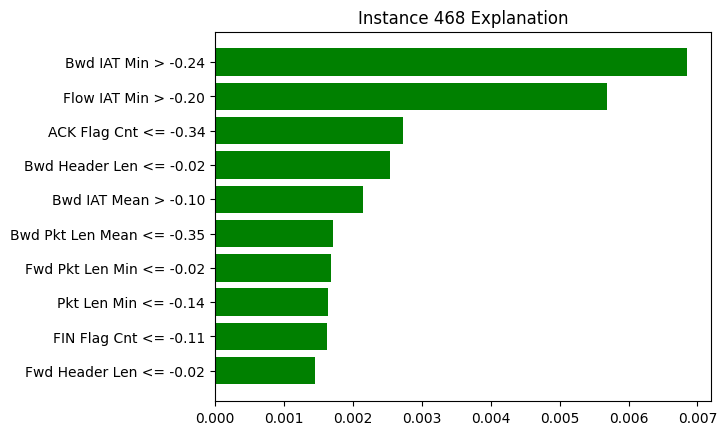 Instance 468 Explanation
Bwd IAT Min > -0.24
Flow IAT Min > -0.20
ACK Flag Cnt <= -0.34
Bwd Header Len <= -0.02
Bwd IAT Mean > -0.10
Bwd Pkt Len Mean <= -0.35
Fwd Pkt Len Min <= -0.02
Pkt Len Min <= -0.14
FIN Flag Cnt <= -0.11
Fwd Header Len <= -0.02
0.000 0.001 0.002 0.003 0.004 0.005 0.006 0.007